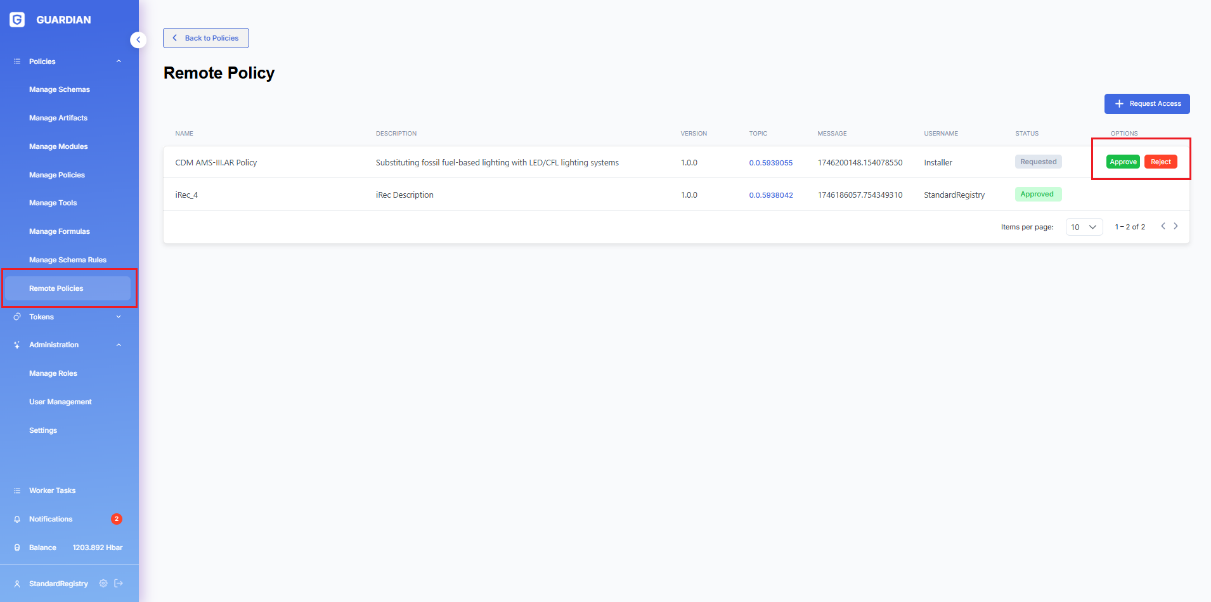 GUARDIAN
Policies
Manage Schemas
Manage Artifacts
Manage Modules
Manage Policies
Manage Tools
Manage Formulas
Manage Schema Rules
Remote Policies
Tokens
Administration
Manage Roles
User Management
Settings
Worker Tasks
Notifications 2
Balance 1203.892 Hbar
StandardRegistry
Back to Policies
Remote Policy
Request Access
NAME DESCRIPTION VERSION TOPIC MESSAGE USERNAME STATUS OPTIONS
CDM AMS-III.AR Policy Substituting fossil fuel-based lighting with LED/CFL lighting systems 1.0.0 0.0.5939055 1746200148.154078550 Installer Requested Approve Reject
iRec_4 iRec Description 1.0.0 0.0.5938042 1746186057.754349310 StandardRegistry Approved
Items per page: 10 1 – 2 of 2